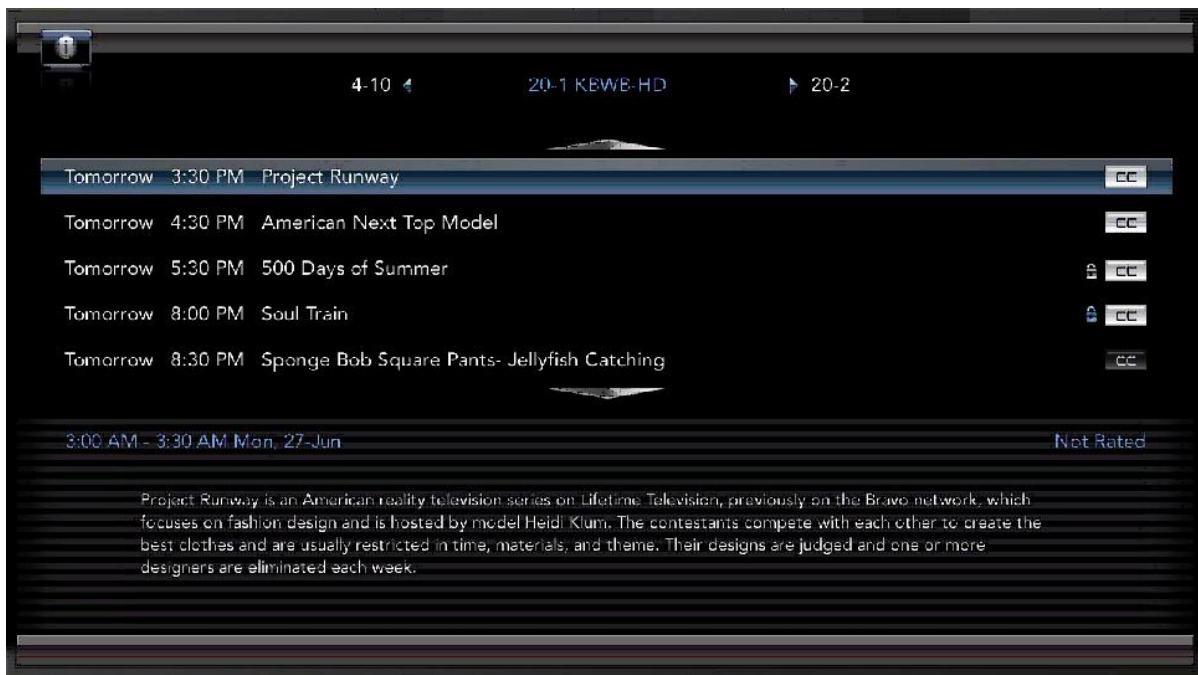 4-10 20-1 KBWB-HD 20-2
Tomorrow 3:30 PM Project Runway CC
Tomorrow 4:30 PM American Next Top Model CC
Tomorrow 5:30 PM 500 Days of Summer CC
Tomorrow 8:00 PM Soul Train CC
Tomorrow 8:30 PM Sponge Bob Square Pants- Jellyfish Catching CC
3:00 AM - 3:30 AM Mon, 27-Jun Not Rated
Project Runway is an American reality television series on Lifetime Television, previously on the Bravo network, which
focuses on fashion design and is hosted by model Heidi Klum. The contestants compete with each other to create the
best clothes and are usually restricted in time, materials, and theme. Their designs are judged and one or more
designers are eliminated each week.